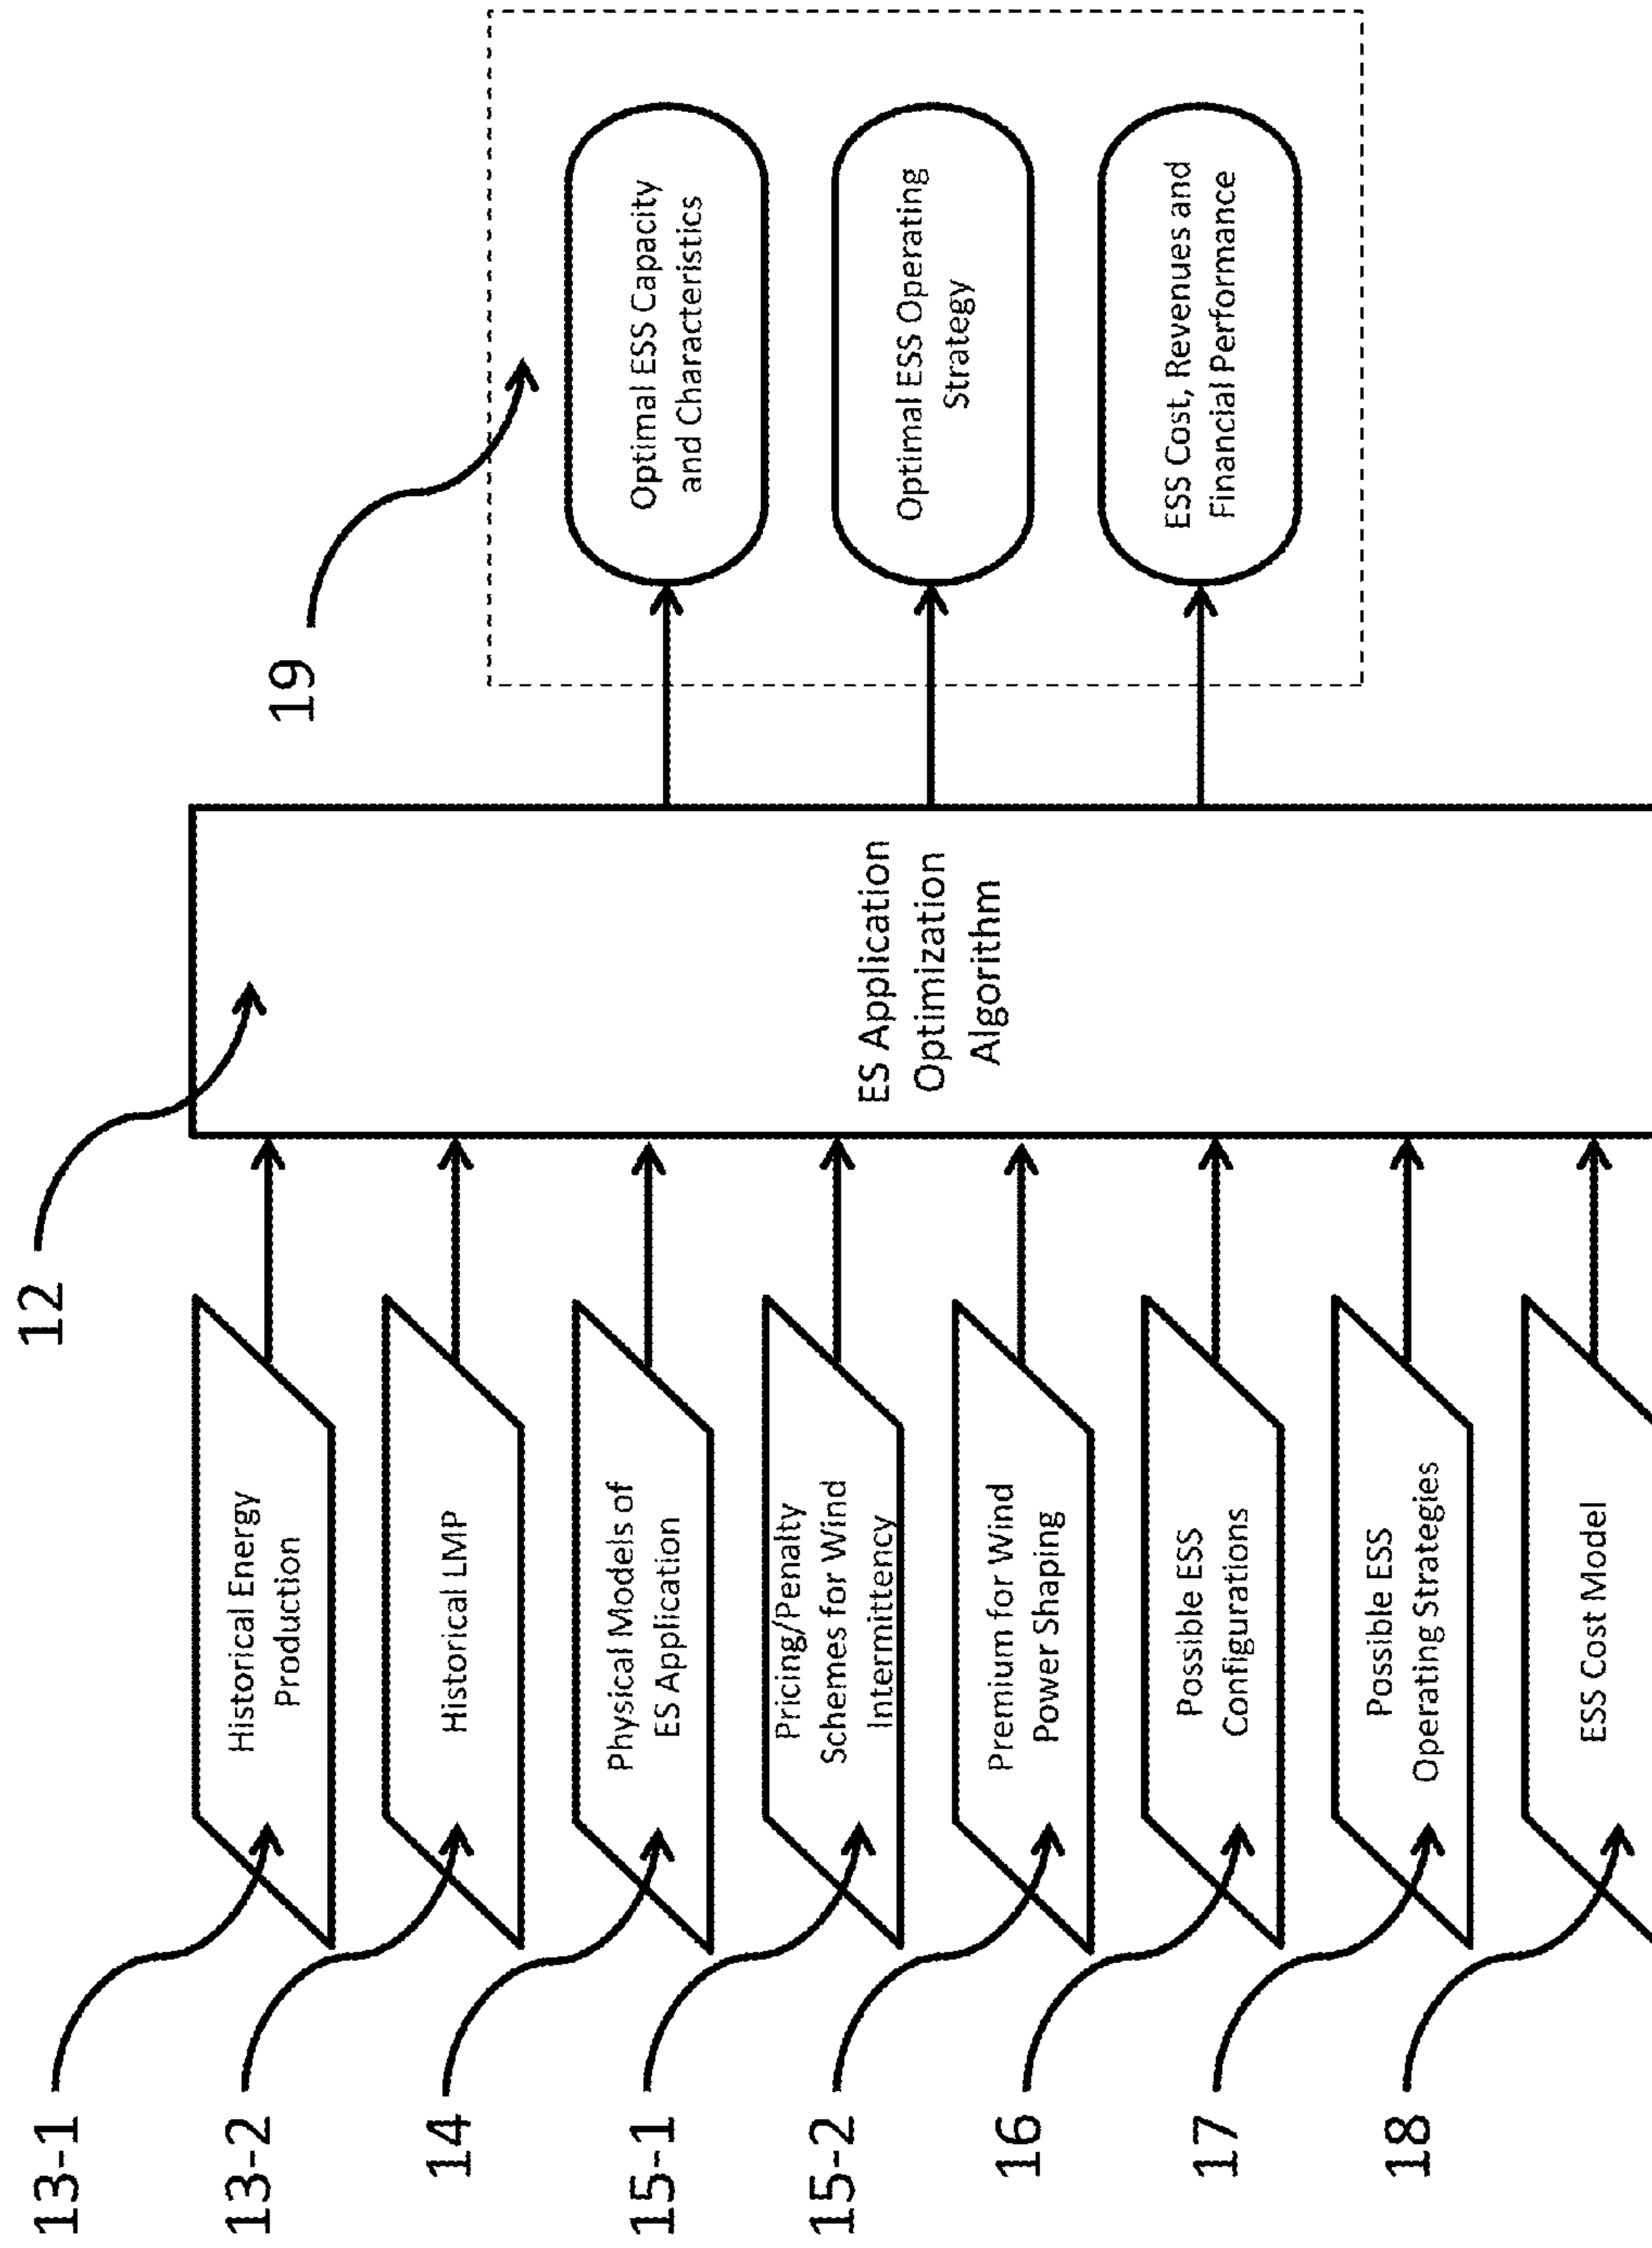 12
19
13-1
Historical Energy
Production
13-2
Historical LMP
14
Physical Models of
ES Application
15-1
Pricing/Penalty
Schemes for Wind
Intermittency
15-2
Premium for Wind
Power Shaping
16
Possible ESS
Configurations
17
Possible ESS
Operating Strategies
18
ESS Cost Model
ES Application
Optimization
Algorithm
Optimal ESS Capacity
and Characteristics
Optimal ESS Operating
Strategy
ESS Cost, Revenues and
Financial Performance